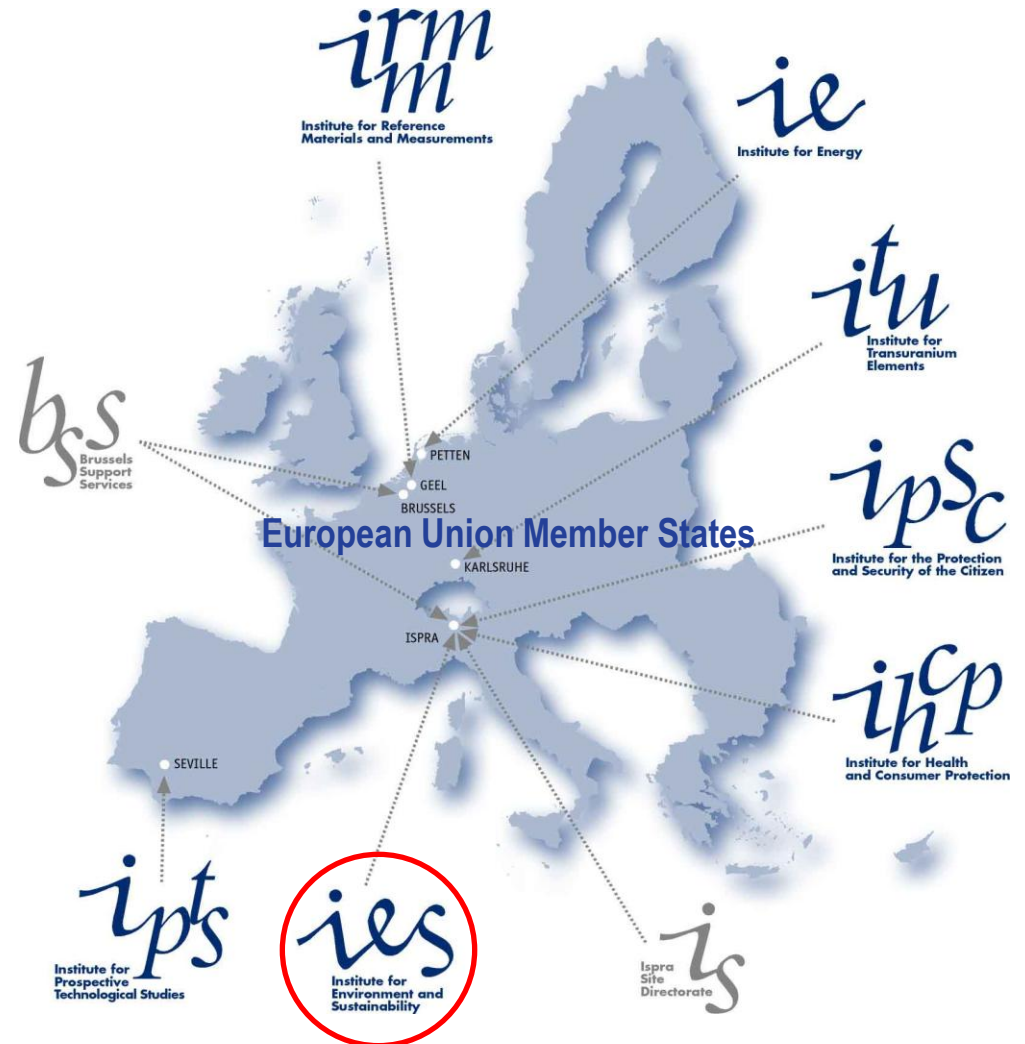 irmm
Institute for Reference
Materials and Measurements
ie
Institute for Energy
itu
Institute for
Transuranium
Elements
bss
Brussels
Support
Services
PETTEN
GEEL
BRUSSELS
European Union Member States
KARLSRUHE
ipsc
Institute for the Protection
and Security of the Citizen
ISPRA
ihcp
Institute for Health
and Consumer Protection
SEVILLE
ipts
Institute for
Prospective
Technological Studies
ies
Institute for
Environment and
Sustainability
is
Ispra
Site
Directorate